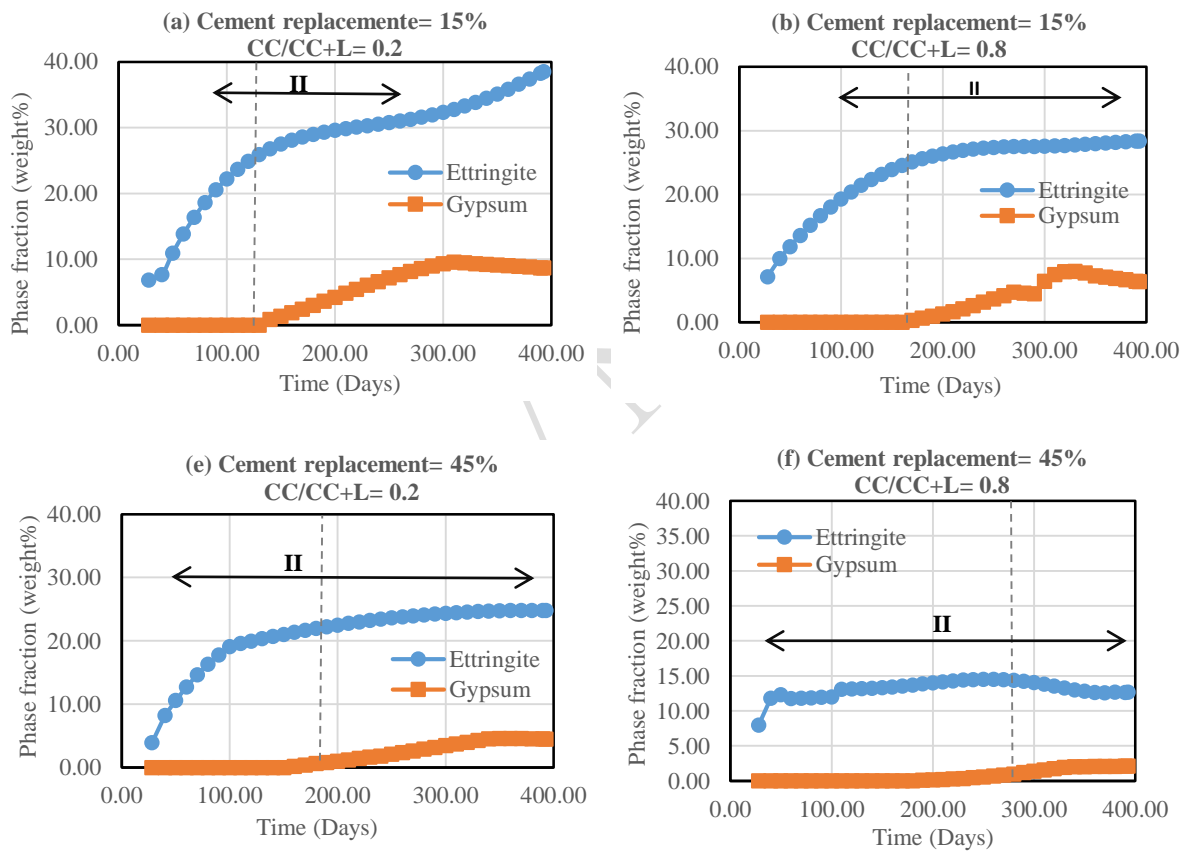 (a) Cement replacemente= 15%
CC/CC+L= 0.2
Phase fraction (weight%)
40.00
30.00
20.00
10.00
0.00
II
Ettringite
Gypsum
0.00 100.00 200.00 300.00 400.00
Time (Days)
(b) Cement replacement= 15%
CC/CC+L= 0.8
Phase fraction (weight%)
40.00
30.00
20.00
10.00
0.00
II
Ettringite
Gypsum
0.00 100.00 200.00 300.00 400.00
Time (Days)
(e) Cement replacement= 45%
CC/CC+L= 0.2
Phase fraction (weight%)
40.00
30.00
20.00
10.00
0.00
II
Ettringite
Gypsum
0.00 100.00 200.00 300.00 400.00
Time (Days)
(f) Cement replacement= 45%
CC/CC+L= 0.8
Phase fraction (weight%)
40.00
35.00
30.00
25.00
20.00
15.00
10.00
5.00
0.00
Ettringite
Gypsum
II
0.00 100.00 200.00 300.00 400.00
Time (Days)